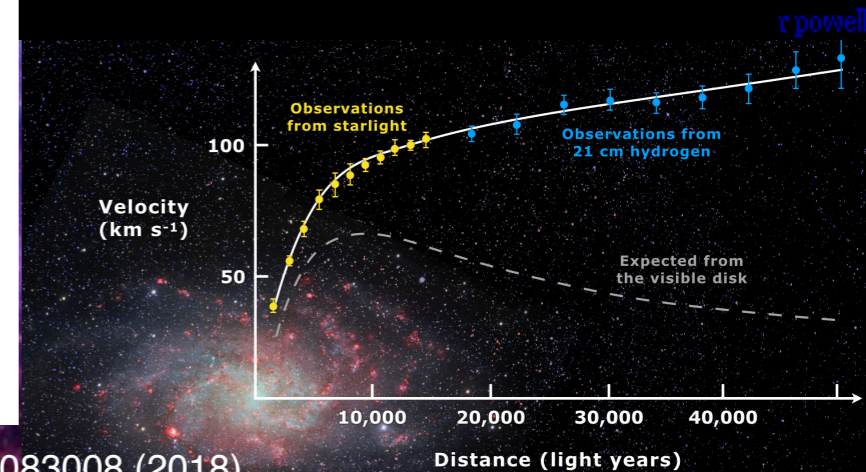 r powell
Observations
from starlight
100
Observations from
21 cm hydrogen
Velocity
(km s-1)
Expected from
the visible disk
50
10,000
20,000
30,000
40,000
Distance (light years)
083008 (2018)